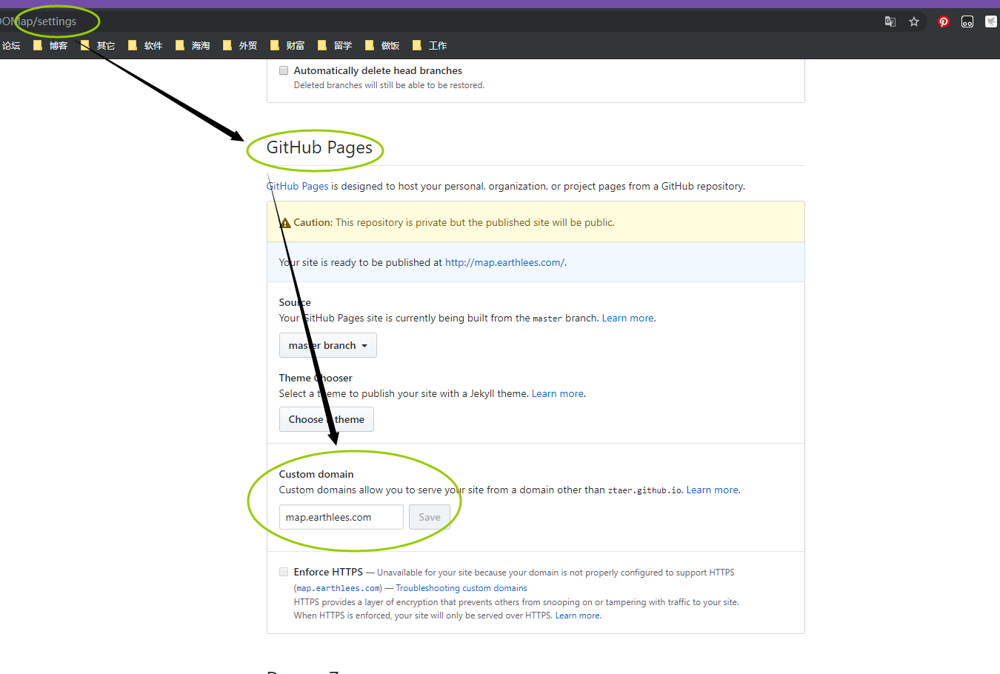 Map/settings
论坛 博客 其它 软件 海淘 外贸 财富 留学 做饭 工作
Automatically delete head branches
Deleted branches will still be able to be restored.
GitHub Pages
GitHub Pages is designed to host your personal, organization, or project pages from a GitHub repository.
Caution: This repository is private but the published site will be public.
Your site is ready to be published at http://map.earthlees.com/.
Source
Your GitHub Pages site is currently being built from the master branch. Learn more.
master branch
Theme Chooser
Select a theme to publish your site with a Jekyll theme. Learn more.
Choose a theme
Custom domain
Custom domains allow you to serve your site from a domain other than ztaer.github.io. Learn more.
map.earthlees.com Save
Enforce HTTPS — Unavailable for your site because your domain is not properly configured to support HTTPS
(map.earthlees.com) — Troubleshooting custom domains
HTTPS provides a layer of encryption that prevents others from snooping on or tampering with traffic to your site.
When HTTPS is enforced, your site will only be served over HTTPS. Learn more.